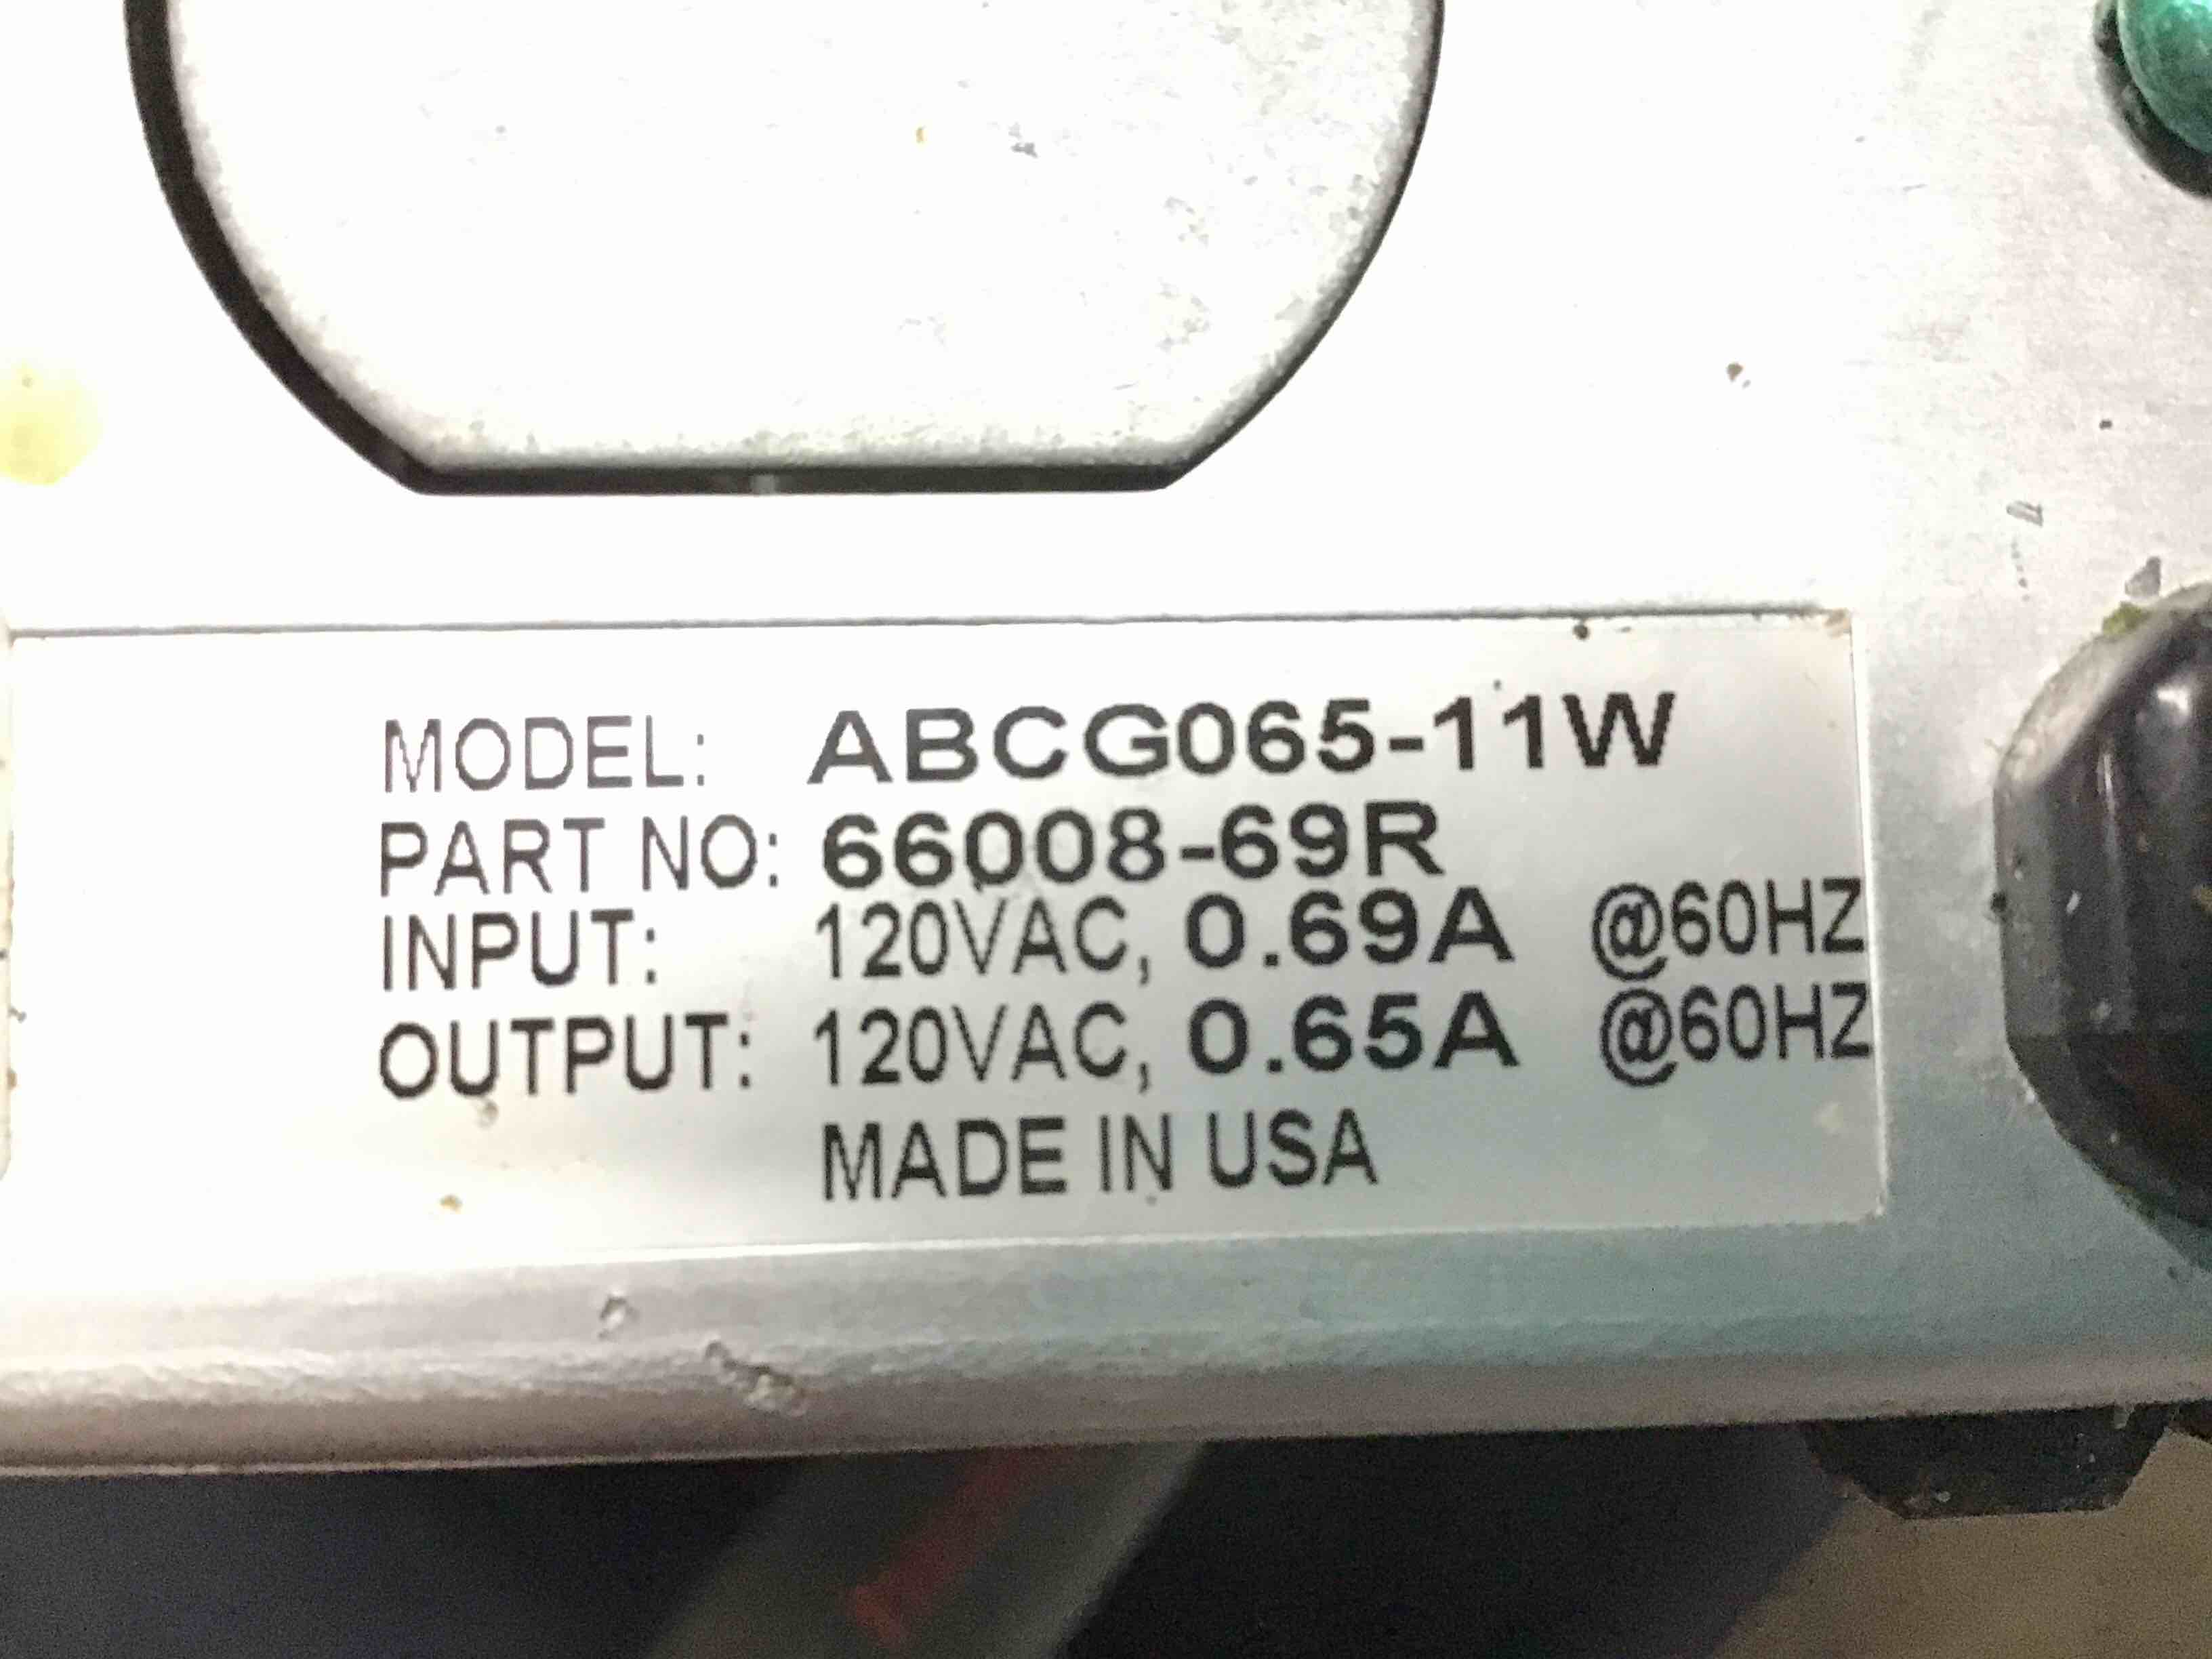 MODEL: ABCG065-11W
PART NO: 66008-69R
INPUT: 120VAC, 0.69A @60HZ
OUTPUT: 120VAC, 0.65A @60HZ
MADE IN USA